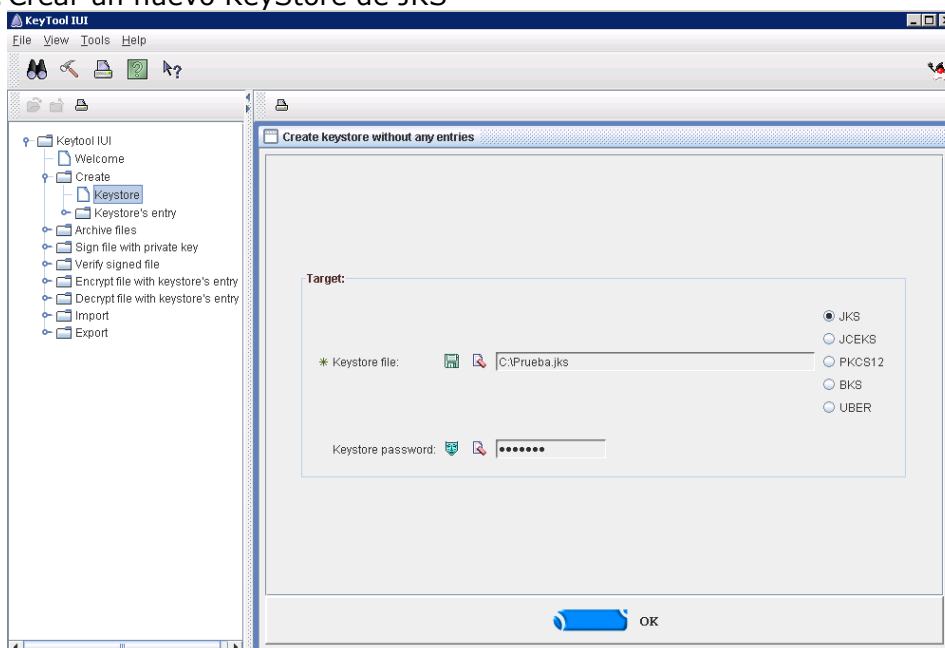 Crear un nuevo KeyStore de JKS
KeyTool IUI
File View Tools Help
Keytool IUI
Welcome
Create
Keystore
Keystore's entry
Archive files
Sign file with private key
Verify signed file
Encrypt file with keystore's entry
Decrypt file with keystore's entry
Import
Export
Create keystore without any entries
Target:
JKS
JCEKS
* Keystore file: C:\Prueba.jks PKCS12
BKS
UBER
Keystore password: •••••••
OK